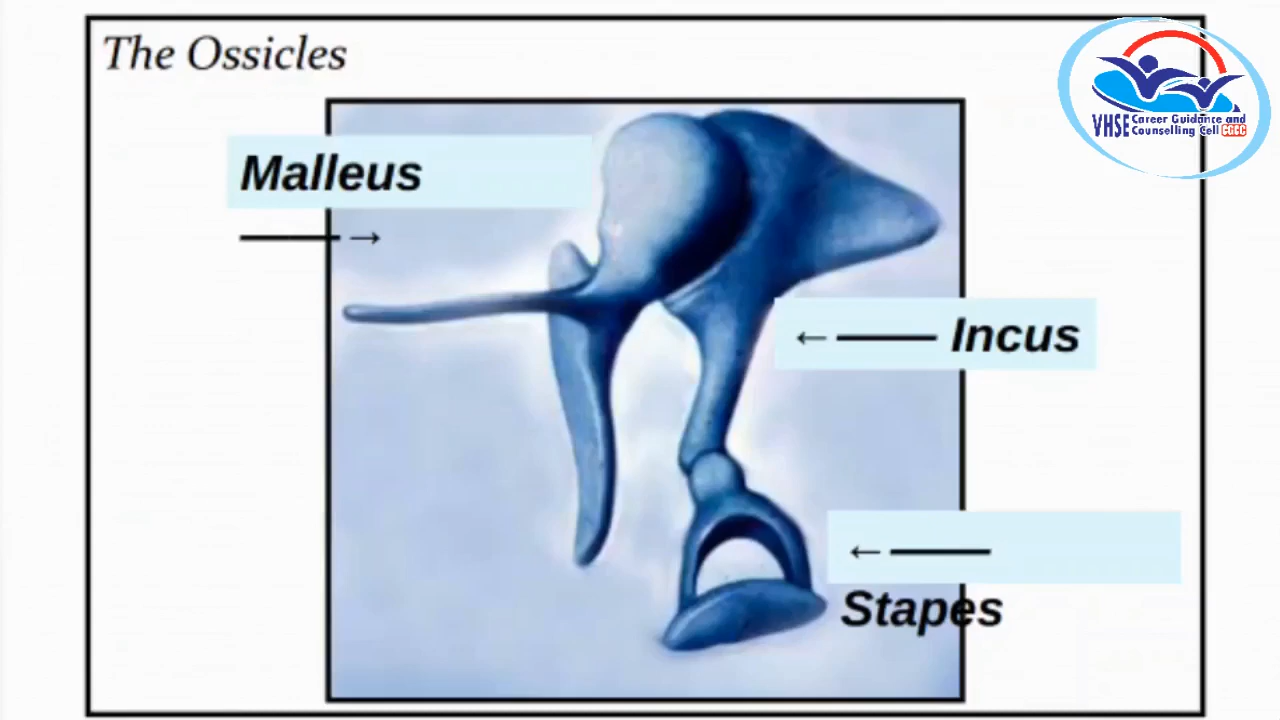 The Ossicles
VHSE Career Guidance and
Counselling Cell CGCC
Malleus
Incus
Stapes